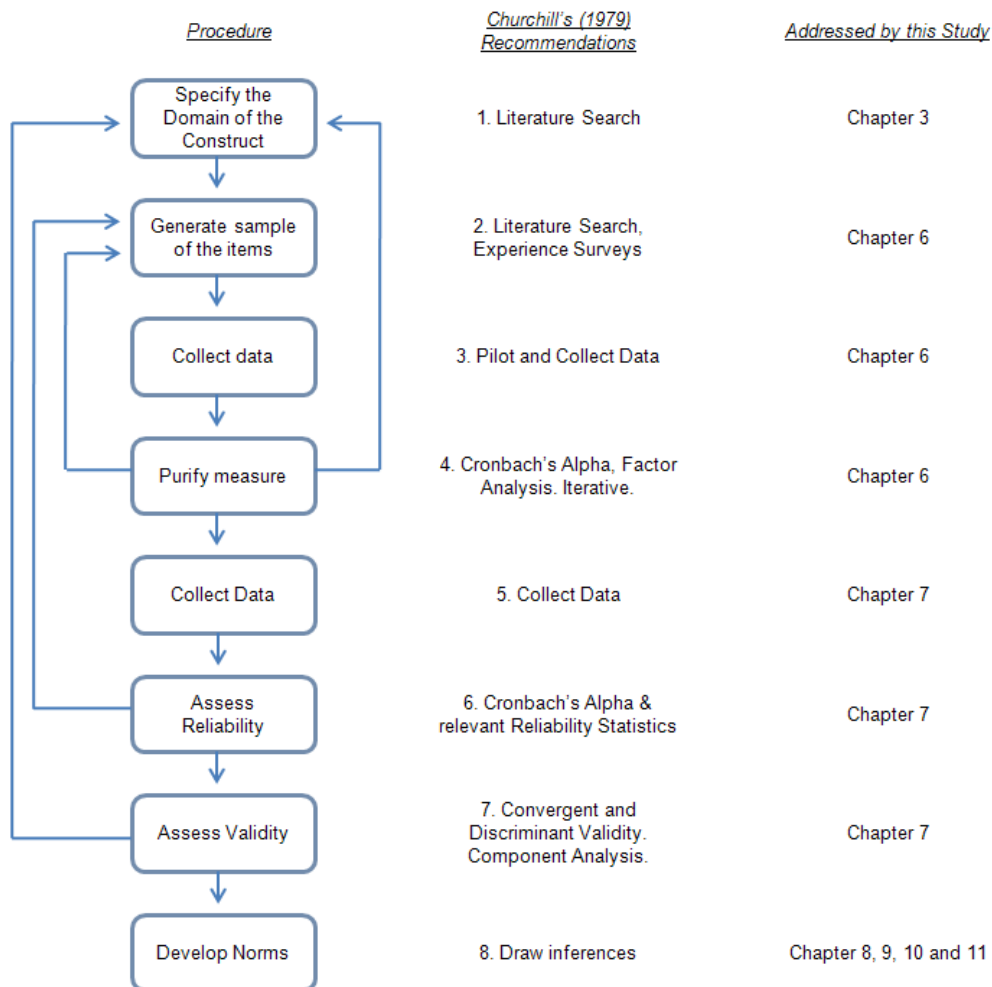 Procedure
Churchill's (1979)
Recommendations
Addressed by this Study
Specify the
Domain of the
Construct
1. Literature Search
Chapter 3
Generate sample
of the items
2. Literature Search,
Experience Surveys
Chapter 6
Collect data
3. Pilot and Collect Data
Chapter 6
Purify measure
4. Cronbach's Alpha, Factor
Analysis. Iterative.
Chapter 6
Collect Data
5. Collect Data
Chapter 7
Assess
Reliability
6. Cronbach's Alpha &
relevant Reliability Statistics
Chapter 7
Assess Validity
7. Convergent and
Discriminant Validity.
Component Analysis.
Chapter 7
Develop Norms
8. Draw inferences
Chapter 8, 9, 10 and 11